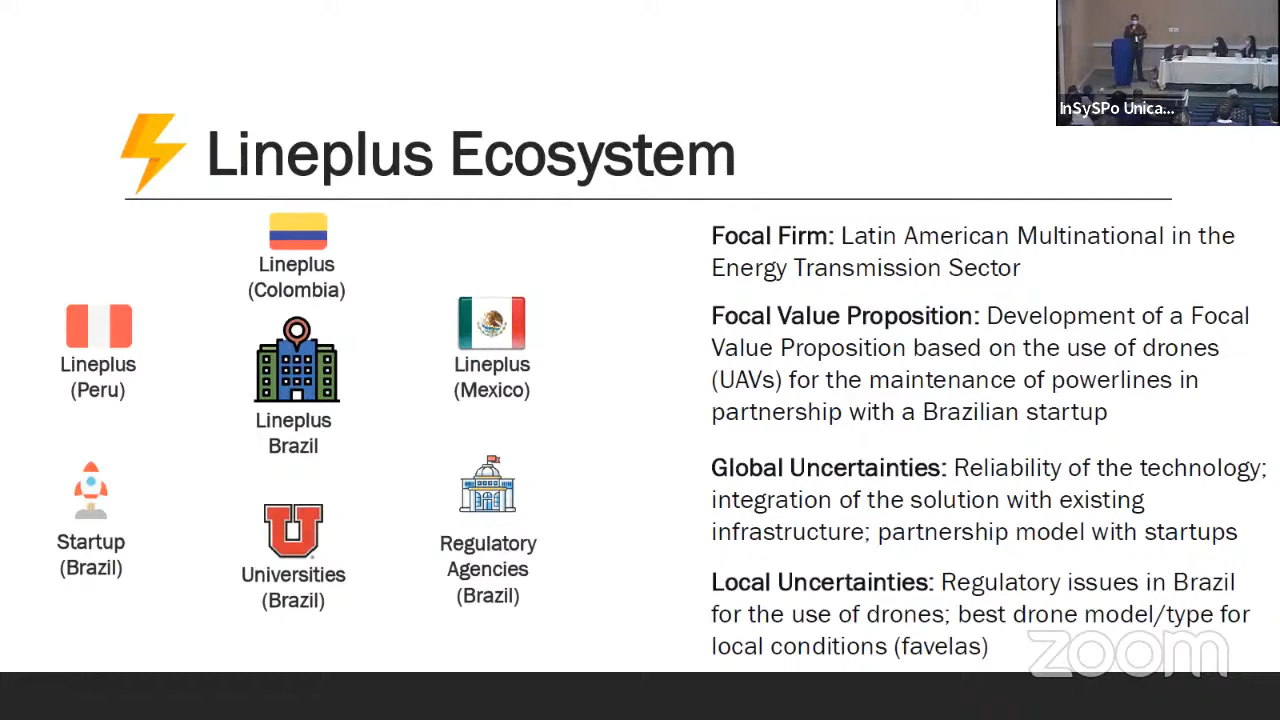 InSySPo Unica...
Lineplus Ecosystem
Lineplus
(Colombia)
Lineplus
(Peru)
Lineplus
(Mexico)
Lineplus
Brazil
Startup
(Brazil)
U
Universities
(Brazil)
Regulatory
Agencies
(Brazil)
Focal Firm: Latin American Multinational in the
Energy Transmission Sector
Focal Value Proposition: Development of a Focal
Value Proposition based on the use of drones
(UAVs) for the maintenance of powerlines in
partnership with a Brazilian startup
Global Uncertainties: Reliability of the technology;
integration of the solution with existing
infrastructure; partnership model with startups
Local Uncertainties: Regulatory issues in Brazil
for the use of drones; best drone model/type for
local conditions (favelas)
zoom